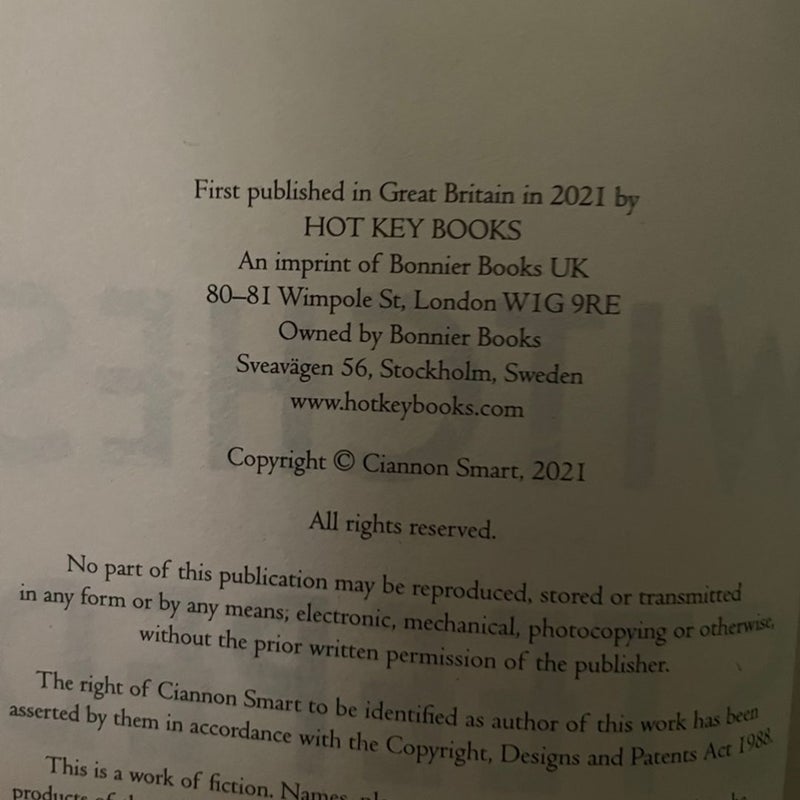 First published in Great Britain in 2021 by
HOT KEY BOOKS
An imprint of Bonnier Books UK
80–81 Wimpole St, London W1G 9RE
Owned by Bonnier Books
Sveavägen 56, Stockholm, Sweden
www.hotkeybooks.com
Copyright © Ciannon Smart, 2021
All rights reserved.
No part of this publication may be reproduced, stored or transmitted
in any form or by any means, electronic, mechanical, photocopying or otherwise,
without the prior written permission of the publisher.
The right of Ciannon Smart to be identified as author of this work has been
asserted by them in accordance with the Copyright, Designs and Patents Act 1988.
This is a work of fiction. Names,
products of